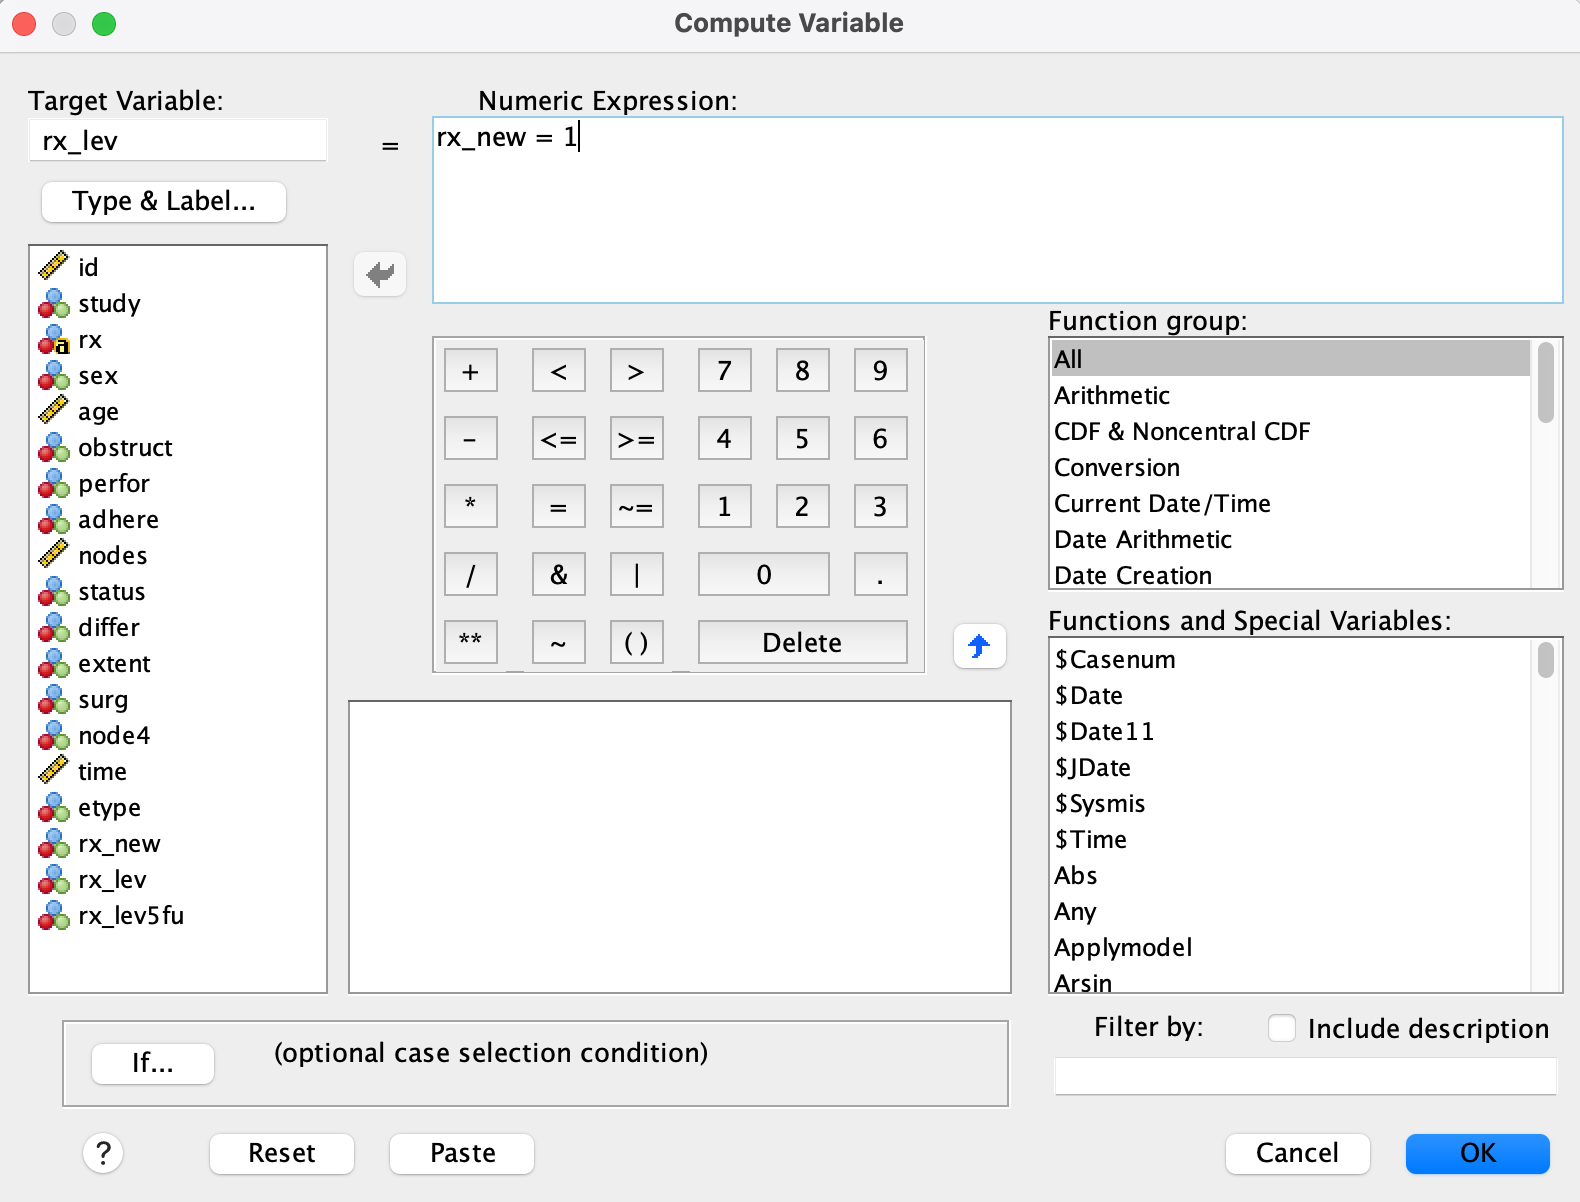 Compute Variable
Target Variable:
Numeric Expression:
rx_lev
=
rx_new = 1
Type & Label...
id
study
rx
sex
age
obstruct
perfor
adhere
nodes
status
differ
extent
surg
node4
time
etype
rx_new
rx_lev
rx_lev5fu
+ < > 7 8 9
- <= >= 4 5 6
* = ~= 1 2 3
/ & | 0 .
** ~ () Delete
Function group:
All
Arithmetic
CDF & Noncentral CDF
Conversion
Current Date/Time
Date Arithmetic
Date Creation
Functions and Special Variables:
$Casenum
$Date
$Date11
$JDate
$Sysmis
$Time
Abs
Any
Applymodel
Arsin
If...
(optional case selection condition)
Filter by:
Include description
?
Reset
Paste
Cancel
OK